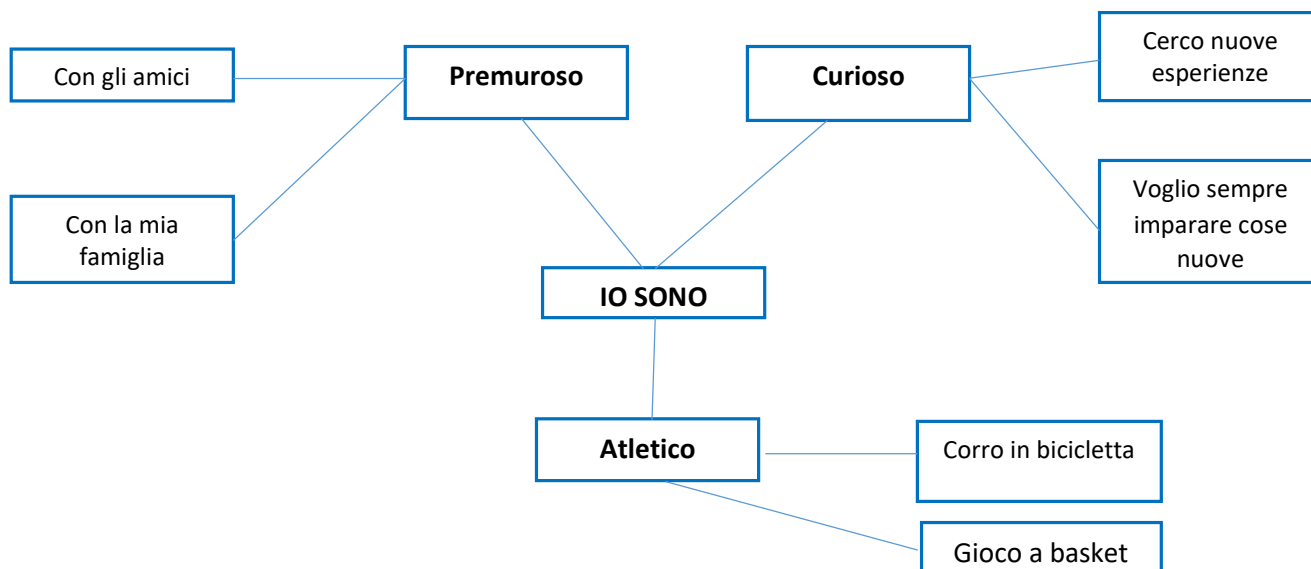 Con gli amici
Premuroso
Curioso
Cerco nuove
esperienze
Con la mia
famiglia
Voglio sempre
imparare cose
nuove
IO SONO
Atletico
Corro in bicicletta
Gioco a basket